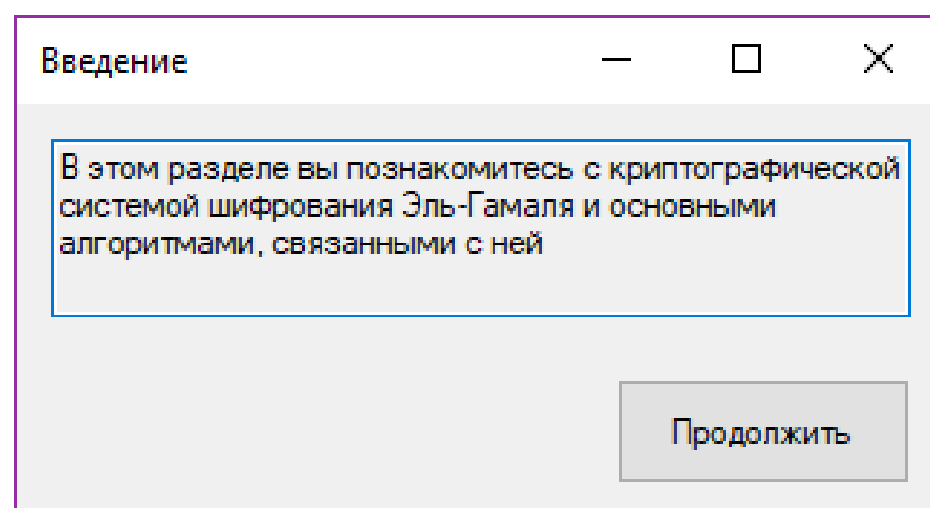 Введение
В этом разделе вы познакомитесь с криптографической
системой шифрования Эль-Гамаля и основными
алгоритмами, связанными с ней
Продолжить